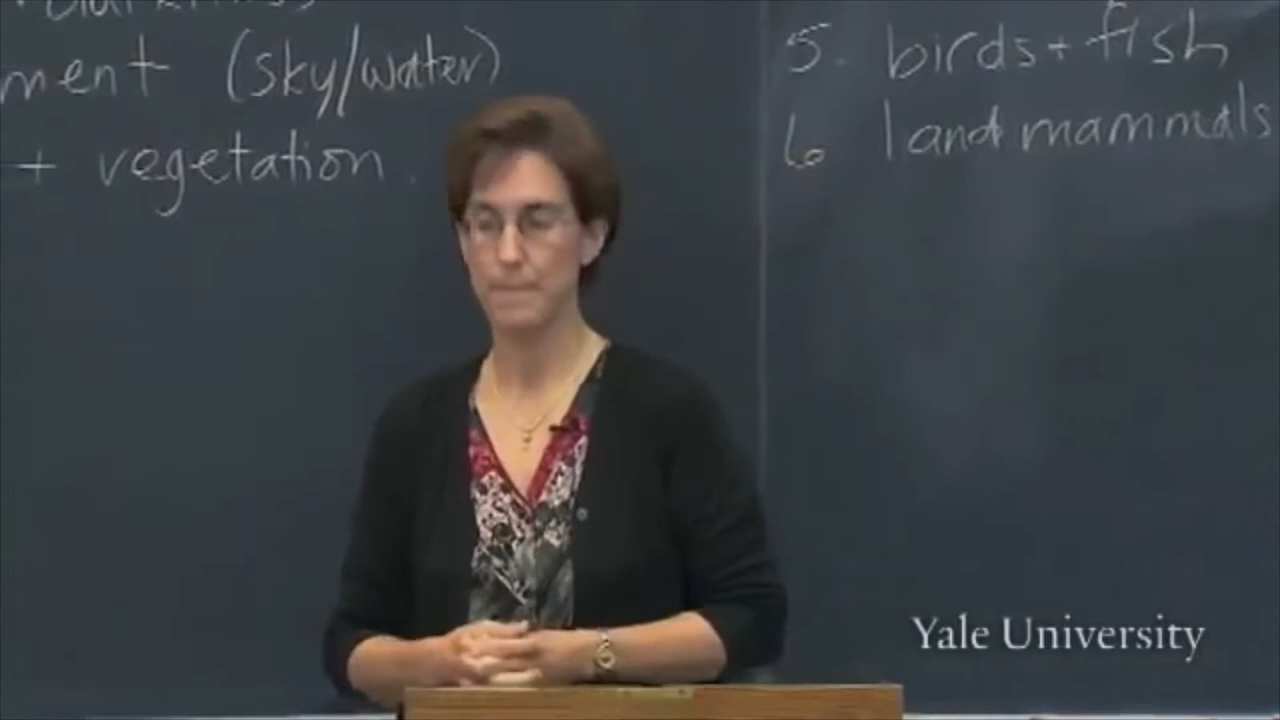 ment (sky/water)
+ vegetation.
5. birds + fish
6 land mammals
Yale University